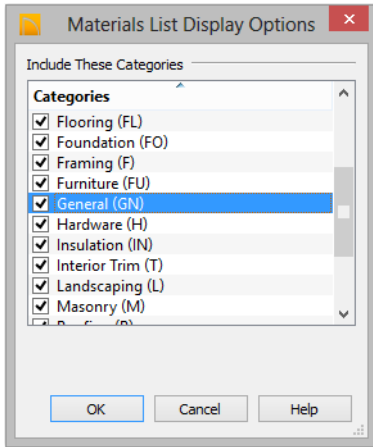 Materials List Display Options
Include These Categories
Categories
Flooring (FL)
Foundation (FO)
Framing (F)
Furniture (FU)
General (GN)
Hardware (H)
Insulation (IN)
Interior Trim (T)
Landscaping (L)
Masonry (M)
OK Cancel Help